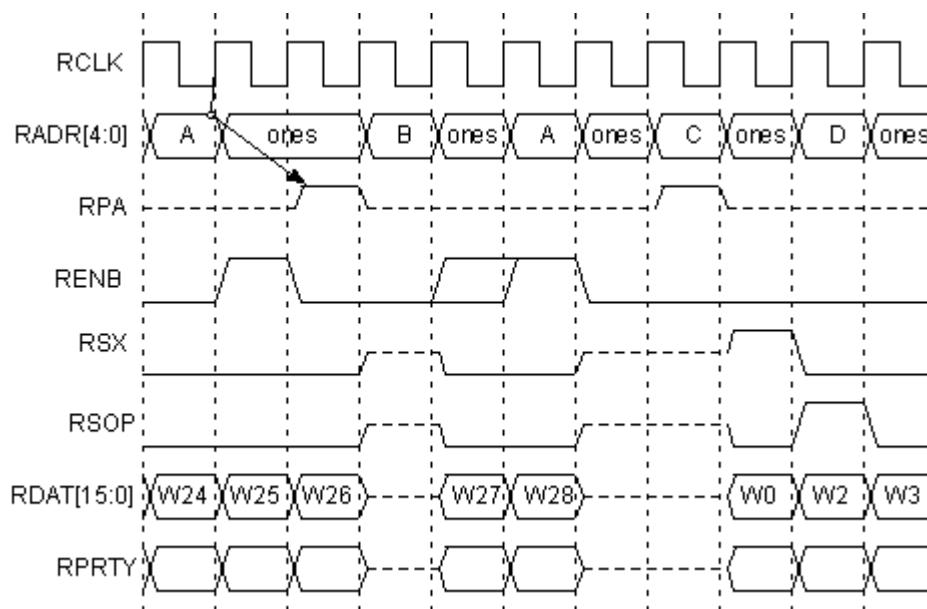 RCLK
RADR[4:0] A ones B ones A ones C ones D ones
RPA
RENB
RSX
RSOP
RDAT[15:0] W24 W25 W26 W27 W28 W0 W2 W3
RPRTY